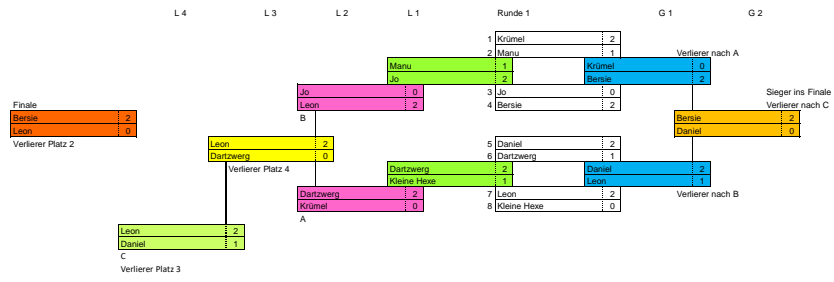 L 4 L 3 L 2 L 1 Runde 1 G 1 G 2
1 Krümel 2
2 Manu 1 Verlierer nach A
Manu 1 Krümel 0
Jo 2 Bersie 2
Jo 0 3 Jo 0 Sieger ins Finale
Finale Leon 2 4 Bersie 2 Verlierer nach C
Bersie 2 B Bersie 2
Leon 0 Daniel 0
Verlierer Platz 2 Leon 2 5 Daniel 2
Dartzwerg 0 6 Dartzwerg 1
Verlierer Platz 4 Dartzwerg 2 Daniel 2
Kleine Hexe 1 Leon 1
Dartzwerg 2 7 Leon 2 Verlierer nach B
Krümel 0 8 Kleine Hexe 0
A
Leon 2
Daniel 1
C
Verlierer Platz 3